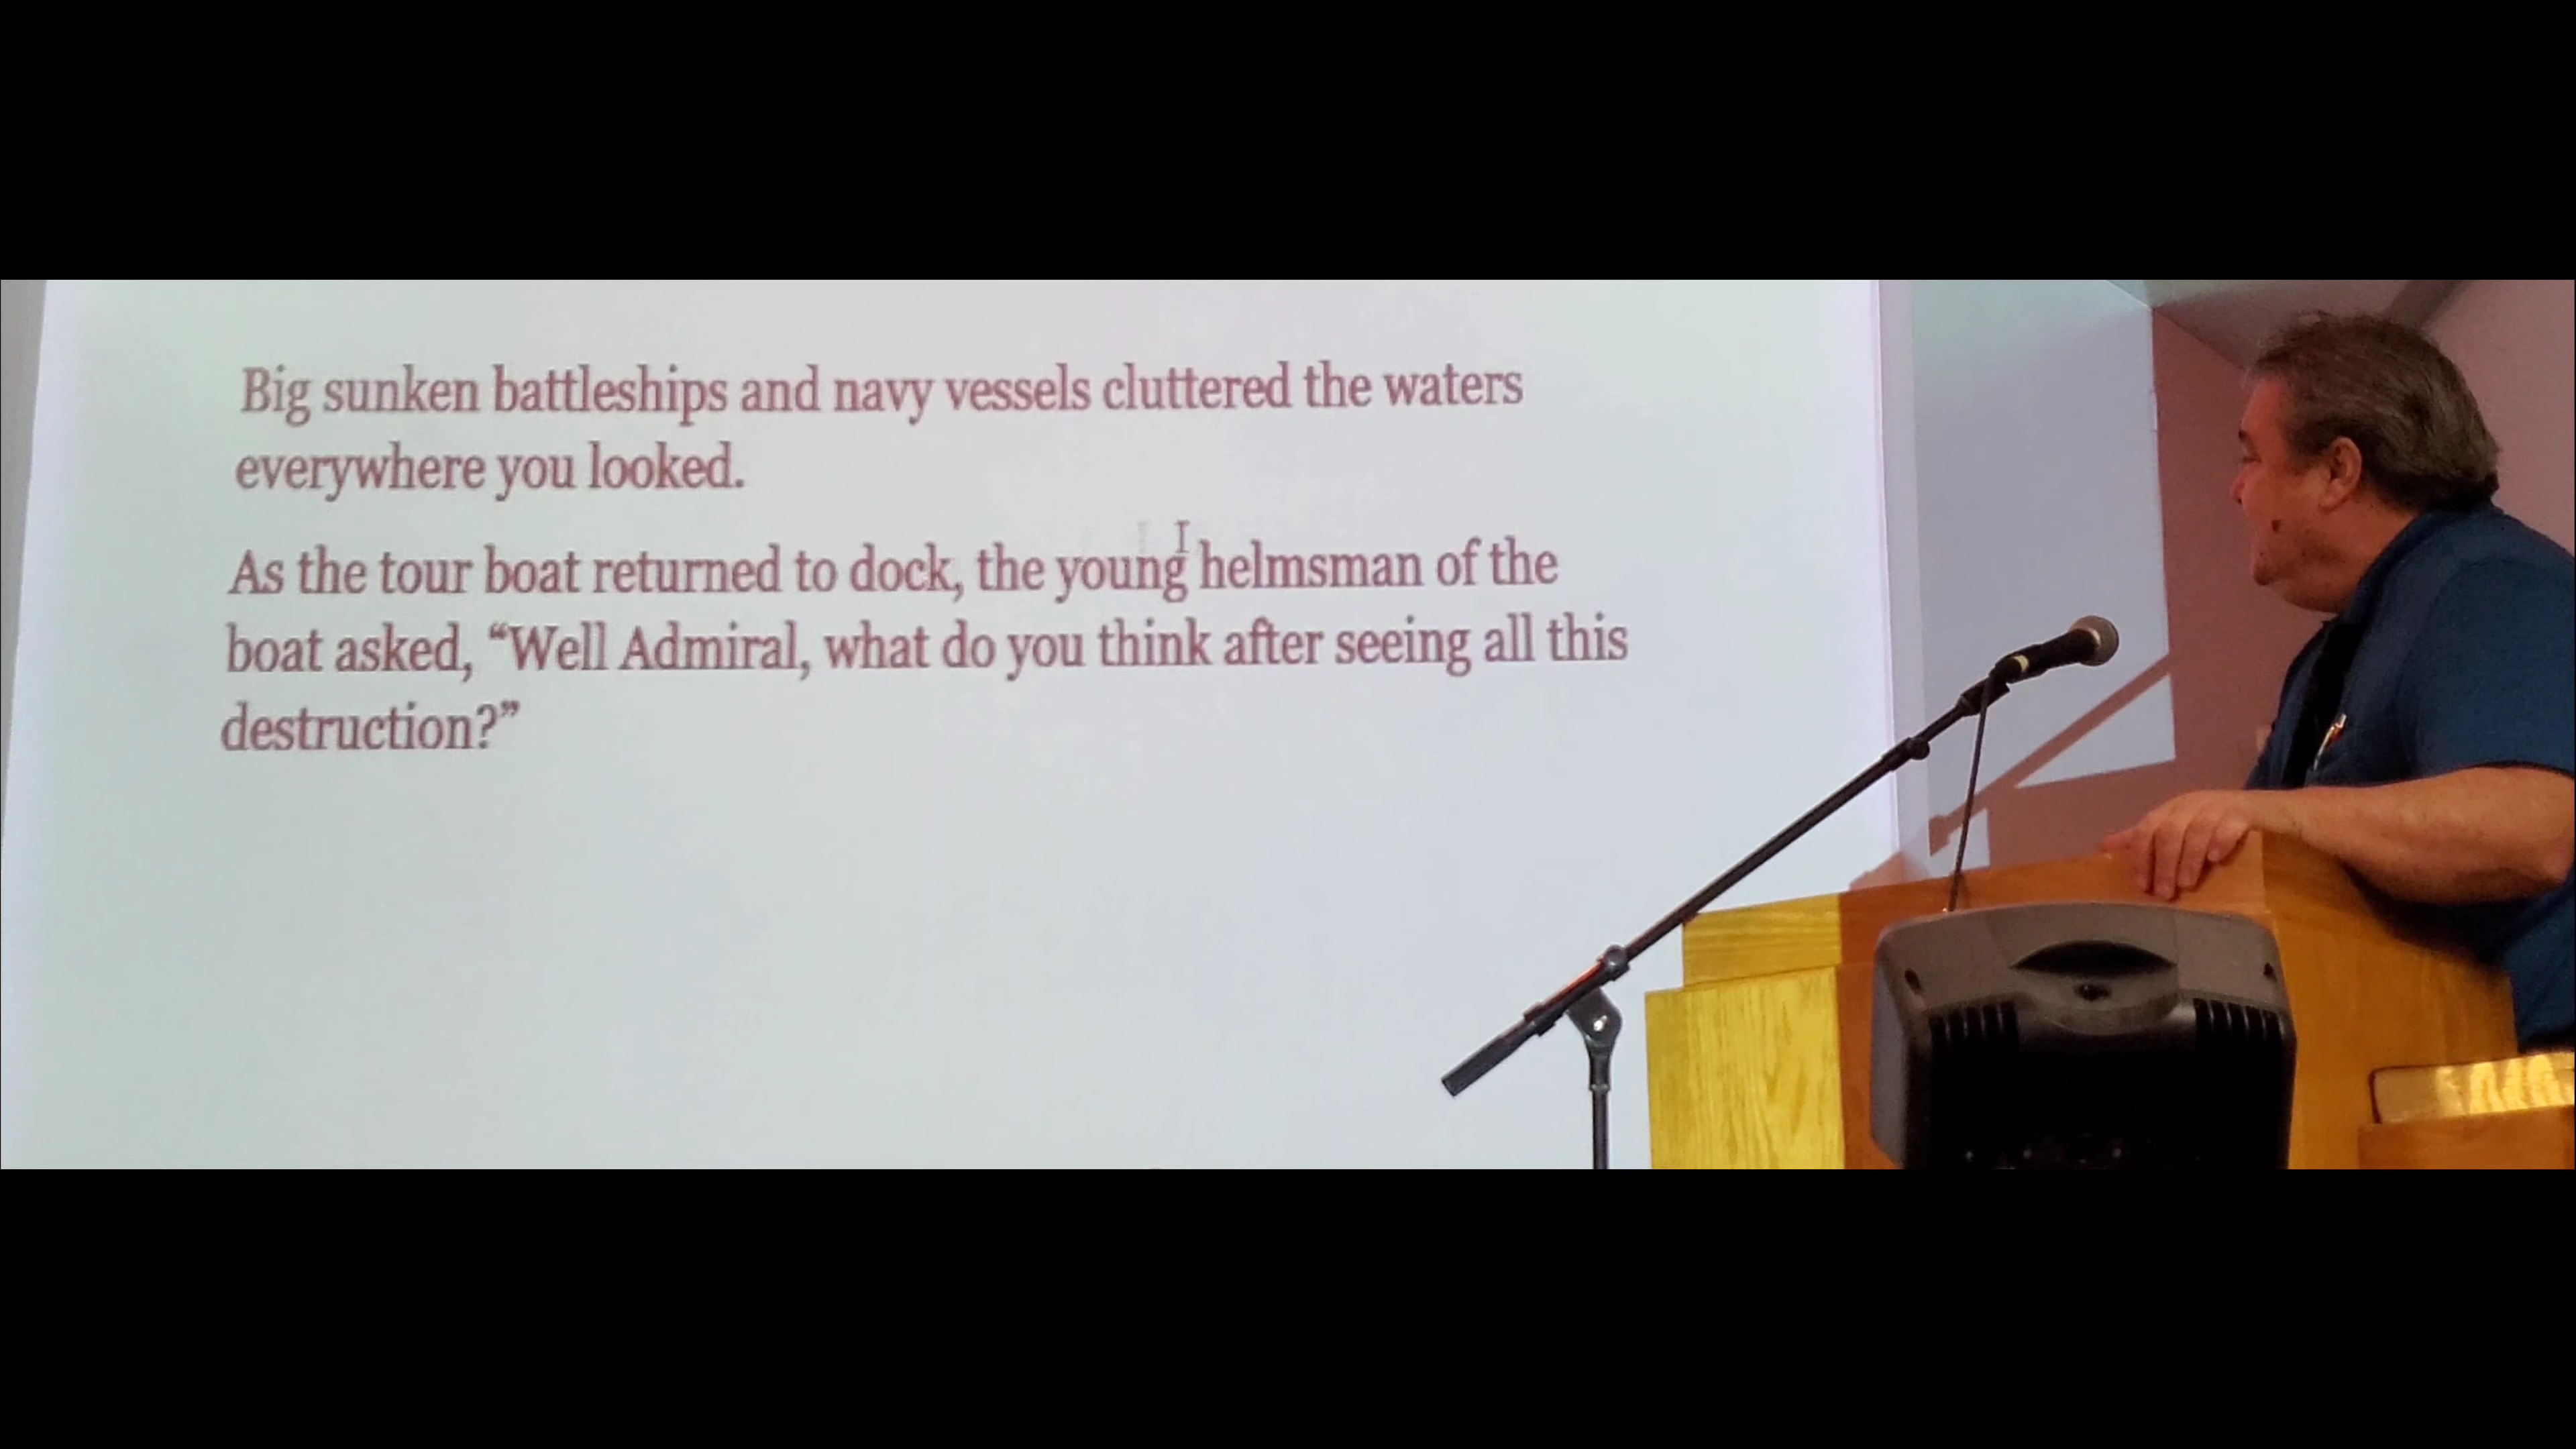 Big sunken battleships and navy vessels cluttered the waters
everywhere you looked.
As the tour boat returned to dock, the young helmsman of the
boat asked, “Well Admiral, what do you think after seeing all this
destruction?”